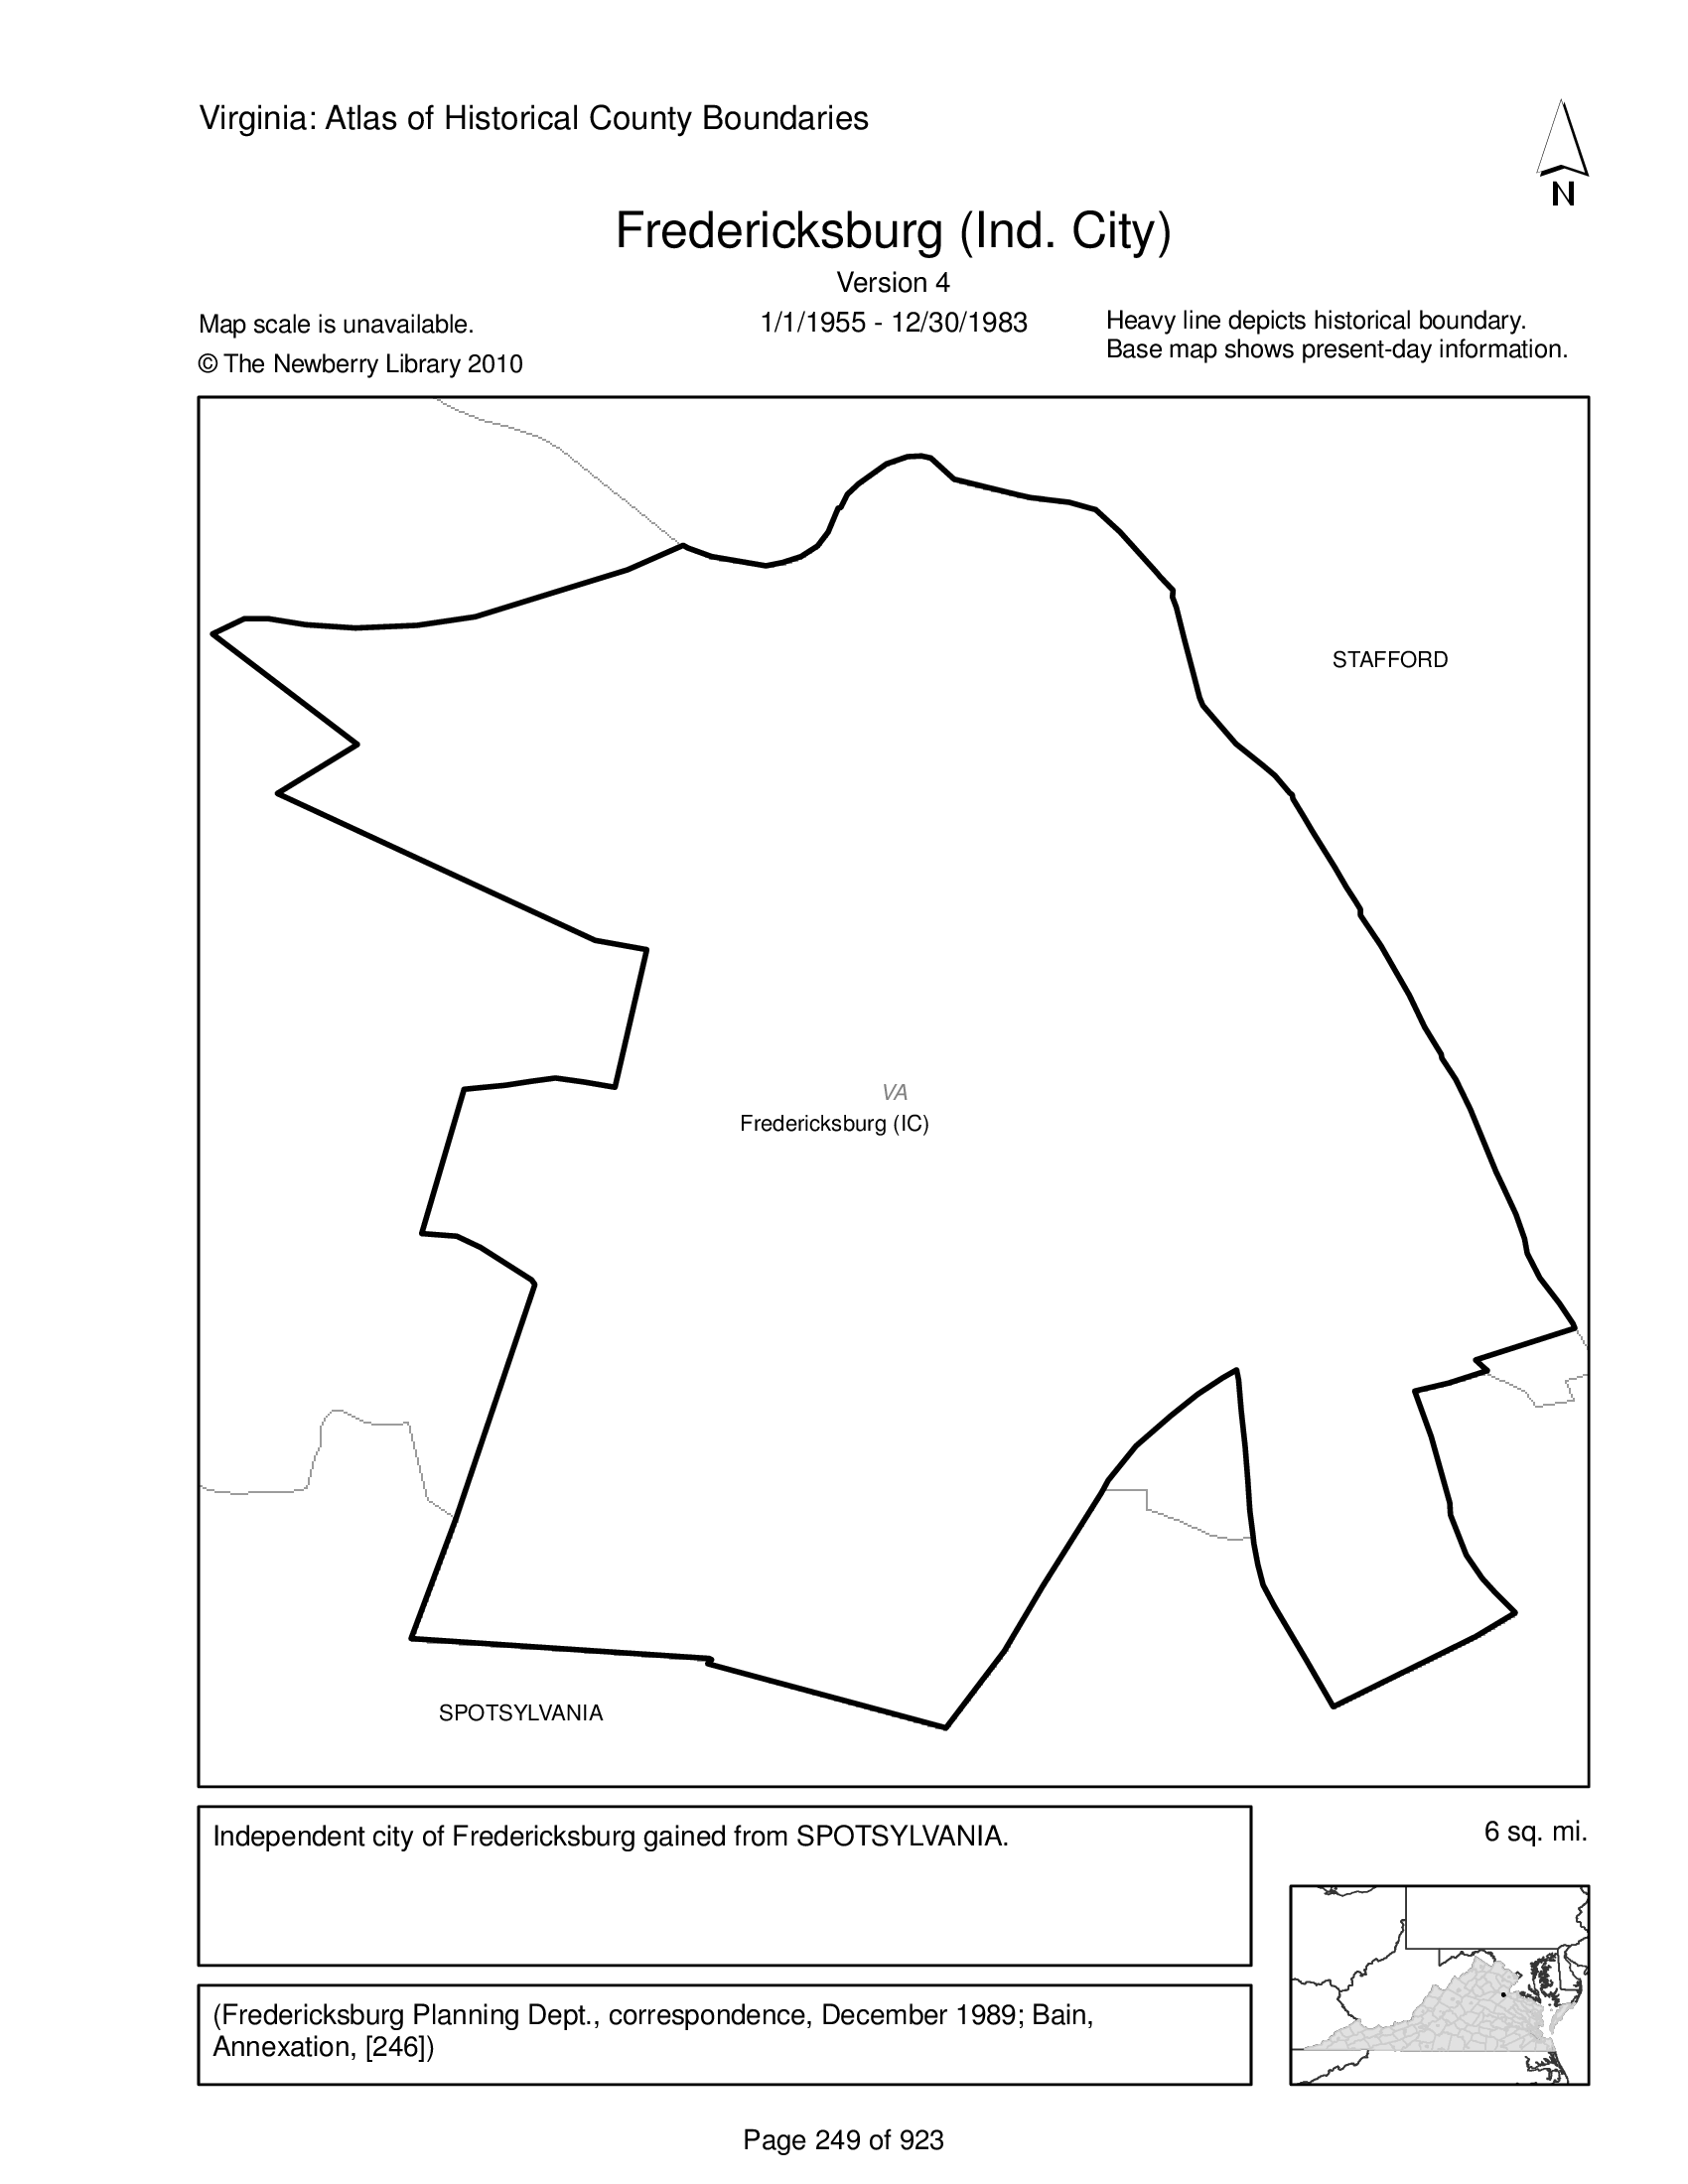 Virginia: Atlas of Historical County Boundaries
N
Fredericksburg (Ind. City)
Version 4
Map scale is unavailable.
1/1/1955 - 12/30/1983
Heavy line depicts historical boundary.
© The Newberry Library 2010
Base map shows present-day information.
STAFFORD
VA
Fredericksburg (IC)
SPOTSYLVANIA
Independent city of Fredericksburg gained from SPOTSYLVANIA.
6 sq. mi.
(Fredericksburg Planning Dept., correspondence, December 1989; Bain,
Annexation, [246])
Page 249 of 923